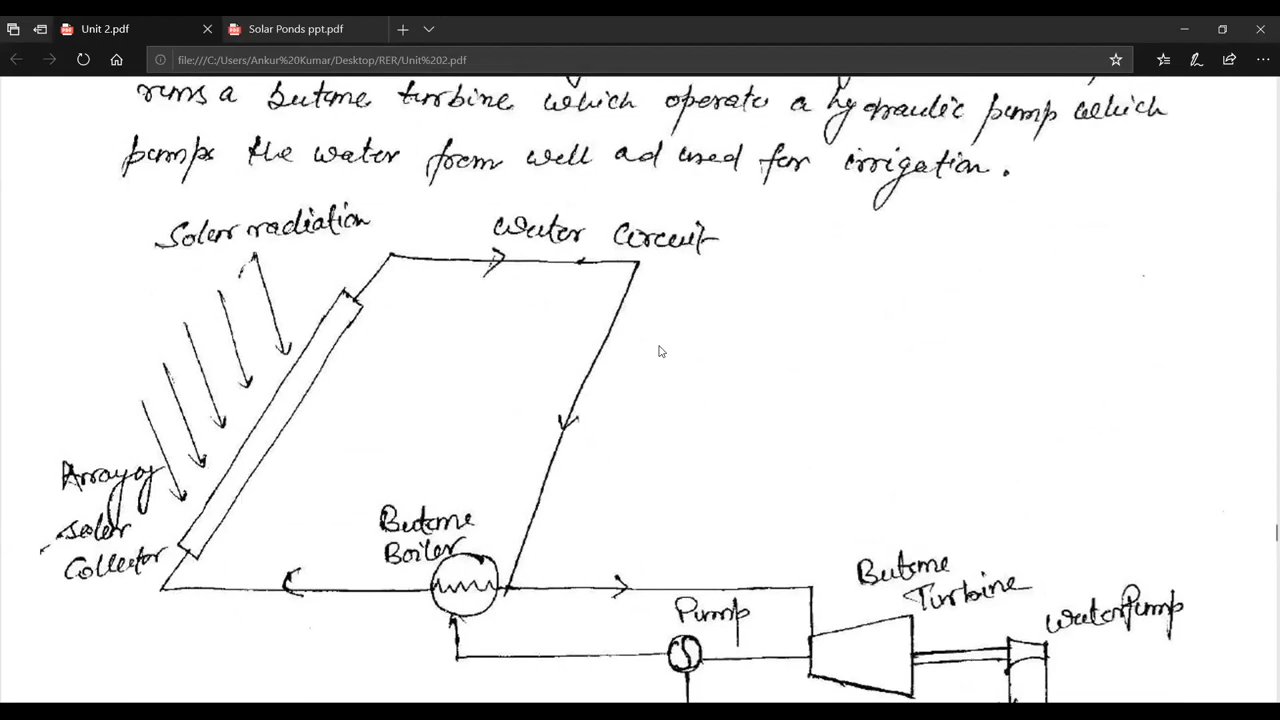 Unit 2.pdf
Solar Ponds ppt.pdf
file:///C:/Users/Ankur%20Kumar/Desktop/RER/Unit%202.pdf
runs a butane turbine which operate a hydraulic pump which
pumps the water from well ad used for irrigation.
Solar radiation
Water circuit
Array of
Solar
Collector
Butane
Boiler
Butane
Turbine
Pump
Water Pump